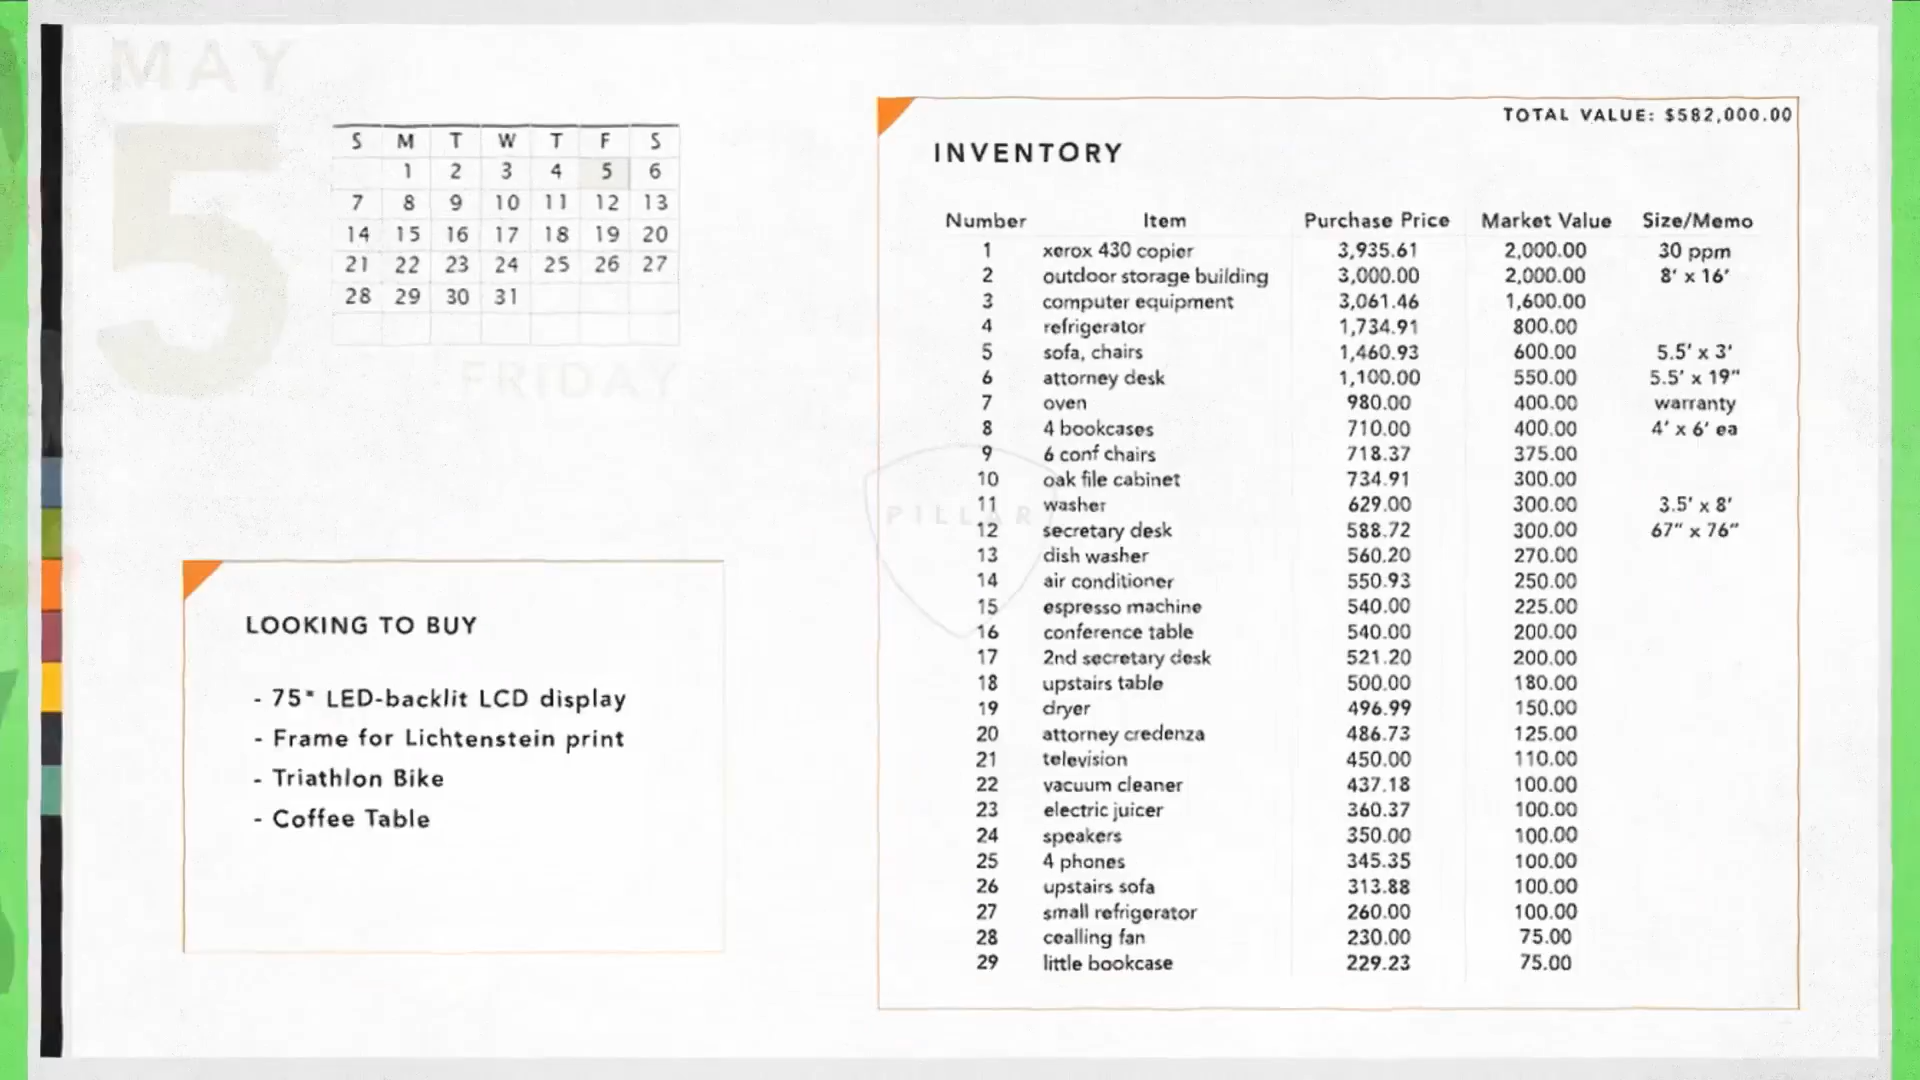 MAY
5
S M T W T F S
1 2 3 4 5 6
7 8 9 10 11 12 13
14 15 16 17 18 19 20
21 22 23 24 25 26 27
28 29 30 31
FRIDAY
LOOKING TO BUY
- 75" LED-backlit LCD display
- Frame for Lichtenstein print
- Triathlon Bike
- Coffee Table
TOTAL VALUE: $582,000.00
INVENTORY
Number Item Purchase Price Market Value Size/Memo
1 xerox 430 copier 3,935.61 2,000.00 30 ppm
2 outdoor storage building 3,000.00 2,000.00 8' x 16'
3 computer equipment 3,061.46 1,600.00
4 refrigerator 1,734.91 800.00
5 sofa, chairs 1,460.93 600.00 5.5' x 3'
6 attorney desk 1,100.00 550.00 5.5' x 19"
7 oven 980.00 400.00 warranty
8 4 bookcases 710.00 400.00 4' x 6' ea
9 6 conf chairs 718.37 375.00
10 oak file cabinet 734.91 300.00
11 washer 629.00 300.00 3.5' x 8'
12 secretary desk 588.72 300.00 67" x 76"
13 dish washer 560.20 270.00
14 air conditioner 550.93 250.00
15 espresso machine 540.00 225.00
16 conference table 540.00 200.00
17 2nd secretary desk 521.20 200.00
18 upstairs table 500.00 180.00
19 dryer 496.99 150.00
20 attorney credenza 486.73 125.00
21 television 450.00 110.00
22 vacuum cleaner 437.18 100.00
23 electric juicer 360.37 100.00
24 speakers 350.00 100.00
25 4 phones 345.35 100.00
26 upstairs sofa 313.88 100.00
27 small refrigerator 260.00 100.00
28 cealling fan 230.00 75.00
29 little bookcase 229.23 75.00
PILLAR